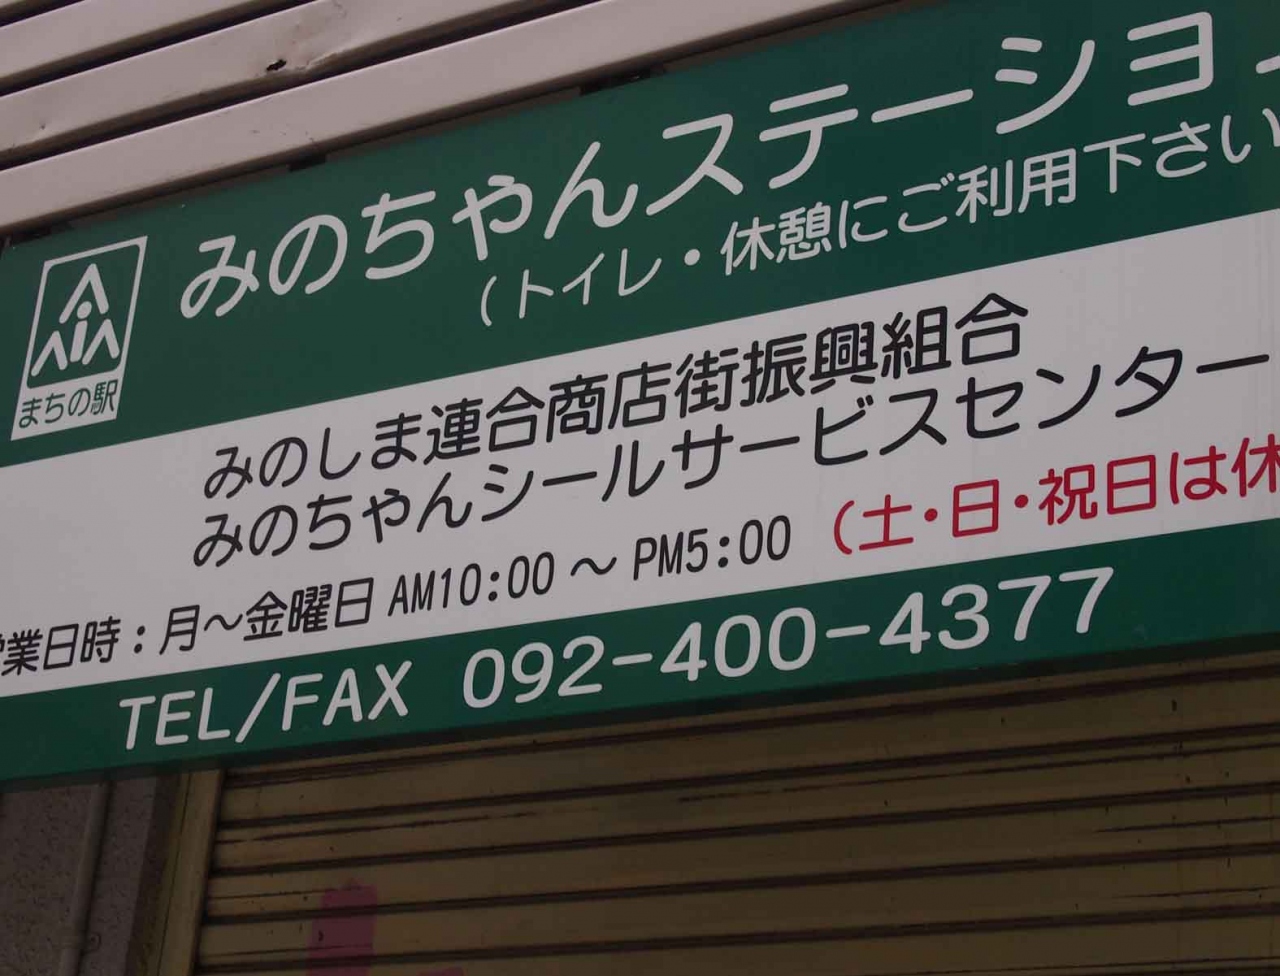 みのちゃんステーショ
(トイレ・休憩にご利用下さい
まちの駅
みのしま連合商店街振興組合
みのちゃんシールサービスセンター
営業日時：月～金曜日 AM10:00 ～ PM5:00 (土・日・祝日は休
TEL/FAX 092-400-4377